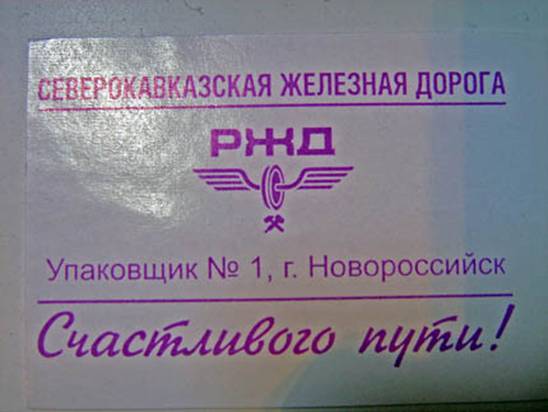 СЕВЕРОКАВКАЗСКАЯ ЖЕЛЕЗНАЯ ДОРОГА
РЖД
Упаковщик № 1, г. Новороссийск
Счастливого пути!